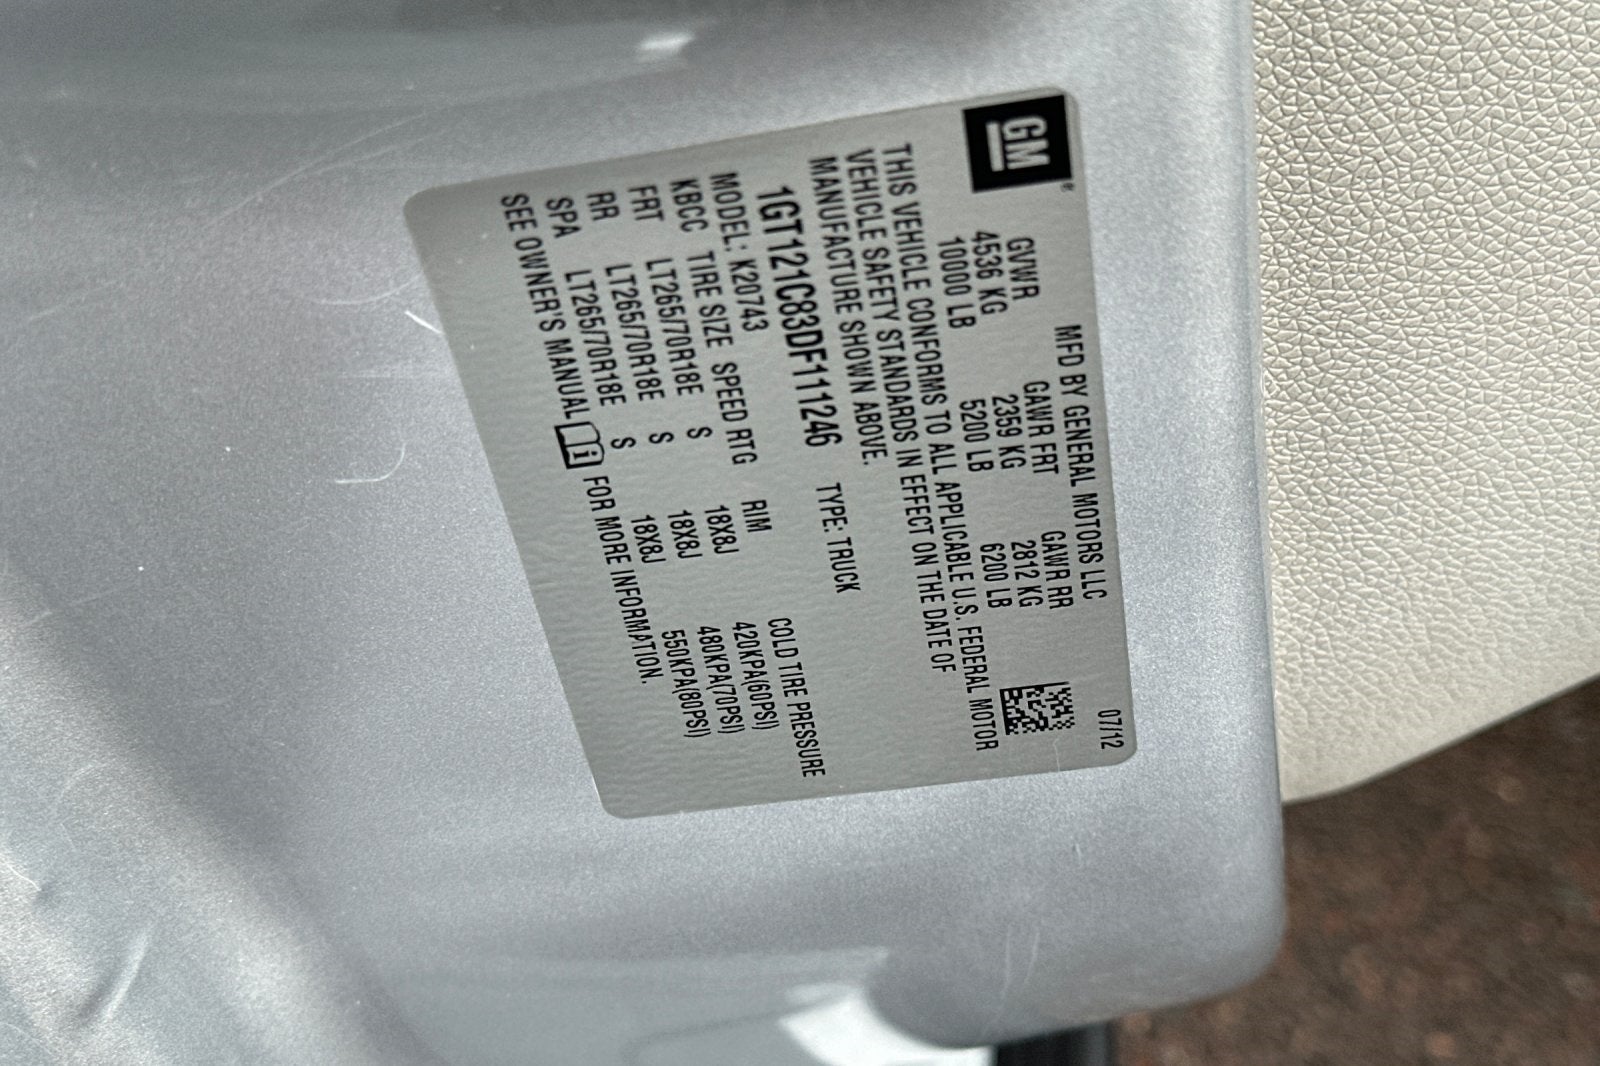 GM®
MFD BY GENERAL MOTORS LLC 07/12
GVWR GAWR FRT GAWR RR
4536 KG 2359 KG 2812 KG
10000 LB 5200 LB 6200 LB
THIS VEHICLE CONFORMS TO ALL APPLICABLE U.S. FEDERAL MOTOR
VEHICLE SAFETY STANDARDS IN EFFECT ON THE DATE OF
MANUFACTURE SHOWN ABOVE.
1GT121C83DF111246 TYPE: TRUCK
MODEL: K20743
KBCC TIRE SIZE SPEED RTG RIM COLD TIRE PRESSURE
FRT LT265/70R18E S 18X8J 420KPA(60PSI)
RR LT265/70R18E S 18X8J 480KPA(70PSI)
SPA LT265/70R18E S 18X8J 550KPA(80PSI)
SEE OWNER'S MANUAL i FOR MORE INFORMATION.